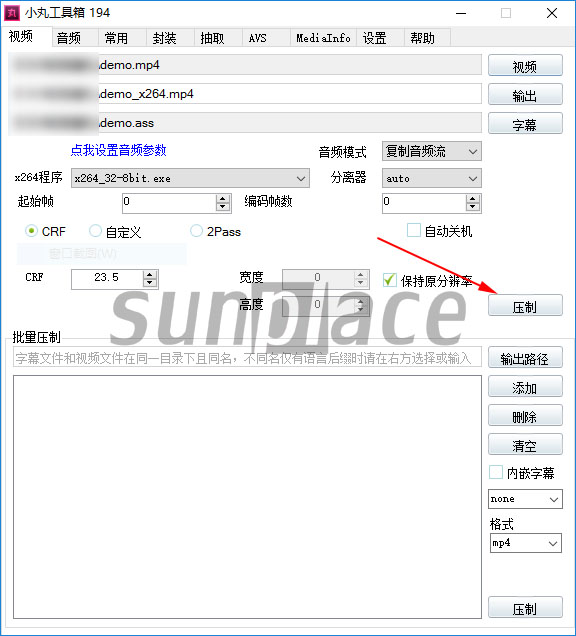 小丸工具箱 194
视频 音频 常用 封装 抽取 AVS MediaInfo 设置 帮助
\demo.mp4 视频
\demo_x264.mp4 输出
\demo.ass 字幕
点我设置音频参数 音频模式 复制音频流
x264程序 x264_32-8bit.exe 分离器 auto
起始帧 0 编码帧数 0
CRF 自定义 2Pass 自动关机
窗口截图(W)
CRF 23.5 宽度 0 保持原分辨率
高度 0 压制
sunplace
批量压制
字幕文件和视频文件在同一目录下且同名，不同名仅有语言后缀时请在右方选择或输入 输出路径
添加
删除
清空
内嵌字幕
none
格式
mp4
压制